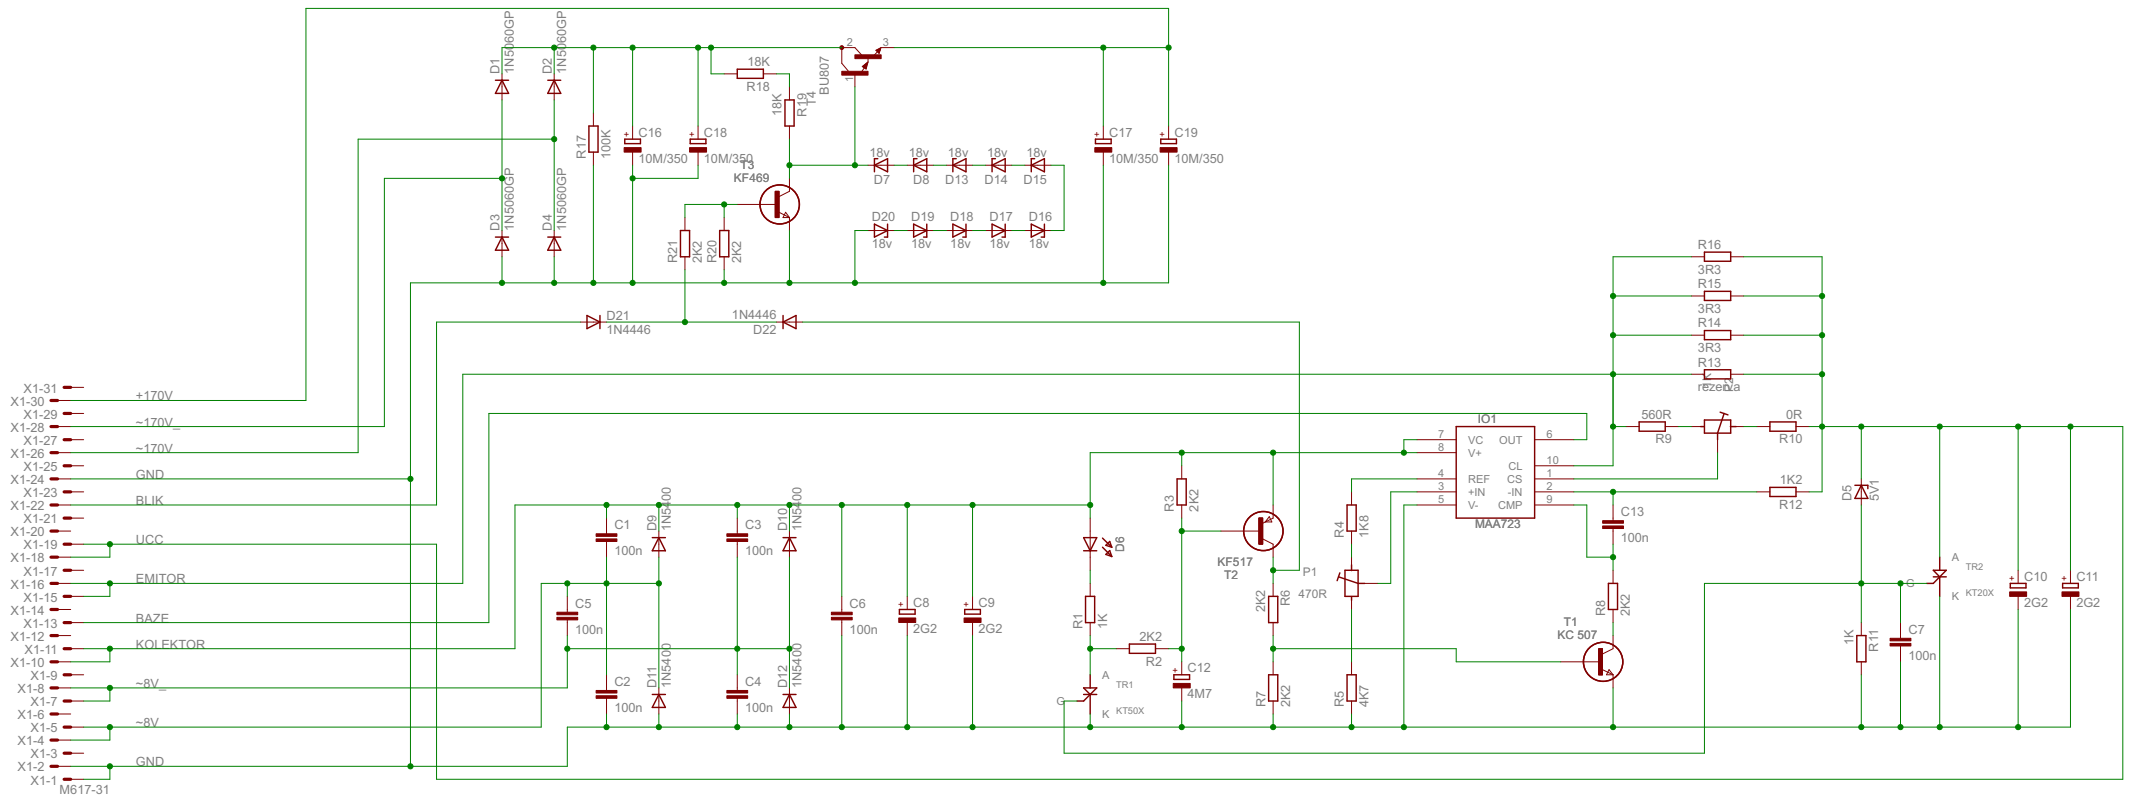 D1
1N5060GP
D2
1N5060GP
R17
100K
C16
10M/350
C18
10M/350
18K
R18
18K
R19
T4
BU807
2
3
1
C17
10M/350
C19
10M/350
T3
KF469
18v
18v
18v
18v
18v
D7
D8
D13
D14
D15
D20
D19
D18
D17
D16
18v
18v
18v
18v
18v
D3
1N5060GP
D4
1N5060GP
R21
2K2
R20
2K2
D21
1N4446
1N4446
D22
R16
3R3
R15
3R3
R14
3R3
R13
rezerva
560R
R9
0R
R10
1K2
R12
X1-31
X1-30
+170V
X1-29
X1-28
~170V_
X1-27
X1-26
~170V
X1-25
X1-24
GND
X1-23
X1-22
BLIK
X1-21
X1-20
X1-19
UCC
X1-18
X1-17
X1-16
EMITOR
X1-15
X1-14
X1-13
BAZE
X1-12
X1-11
KOLEKTOR
X1-10
X1-9
X1-8
~8V_
X1-7
X1-6
X1-5
~8V
X1-4
X1-3
X1-2
GND
X1-1
M617-31
C1
100n
D9
1N5400
C3
100n
D10
1N5400
C5
100n
C6
100n
C8
2G2
C9
2G2
C2
100n
D11
1N5400
C4
100n
D12
1N5400
D6
R1
1K
2K2
R2
R3
2K2
C12
4M7
A
G
K
TR1
KT50X
KF517
T2
2K2
R6
R7
2K2
P1
470R
R4
1K8
R5
4K7
IO1
7
VC
OUT
6
8
V+
CL
10
4
REF
CS
1
3
+IN
-IN
2
5
V-
CMP
9
MAA723
C13
100n
R8
2K2
T1
KC 507
D5
5V1
1K
R11
C7
100n
A
G
K
TR2
KT20X
C10
2G2
C11
2G2